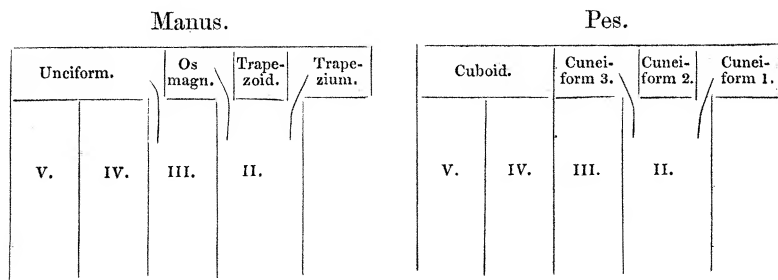 Manus.
Unciform.
Os
magn.
Trape-
zoid.
Trape-
zium.
V.
IV.
III.
II.
Pes.
Cuboid.
Cunei-
form 3.
Cunei-
form 2.
Cunei-
form 1.
V.
IV.
III.
II.